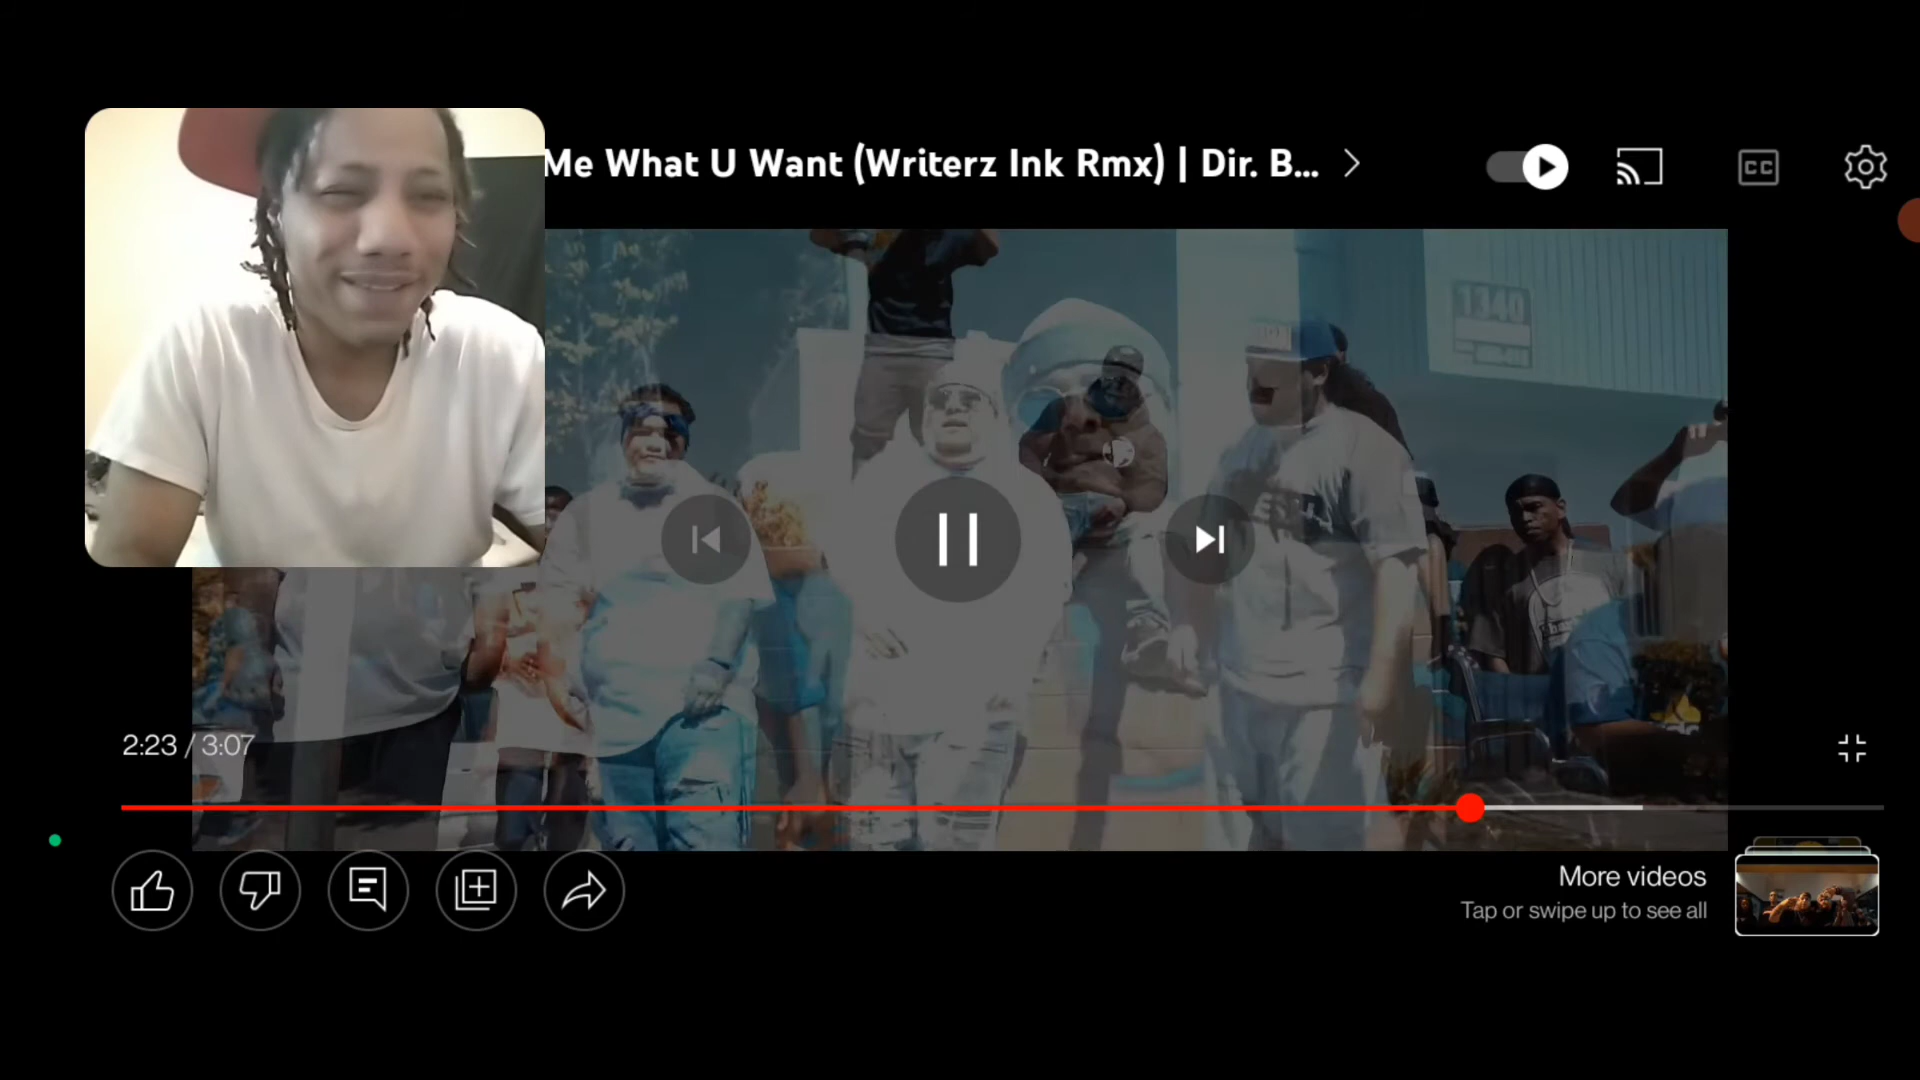 Me What U Want (Writerz Ink Rmx) | Dir. B...
CC
1340
2:23 / 3:07
More videos
Tap or swipe up to see all